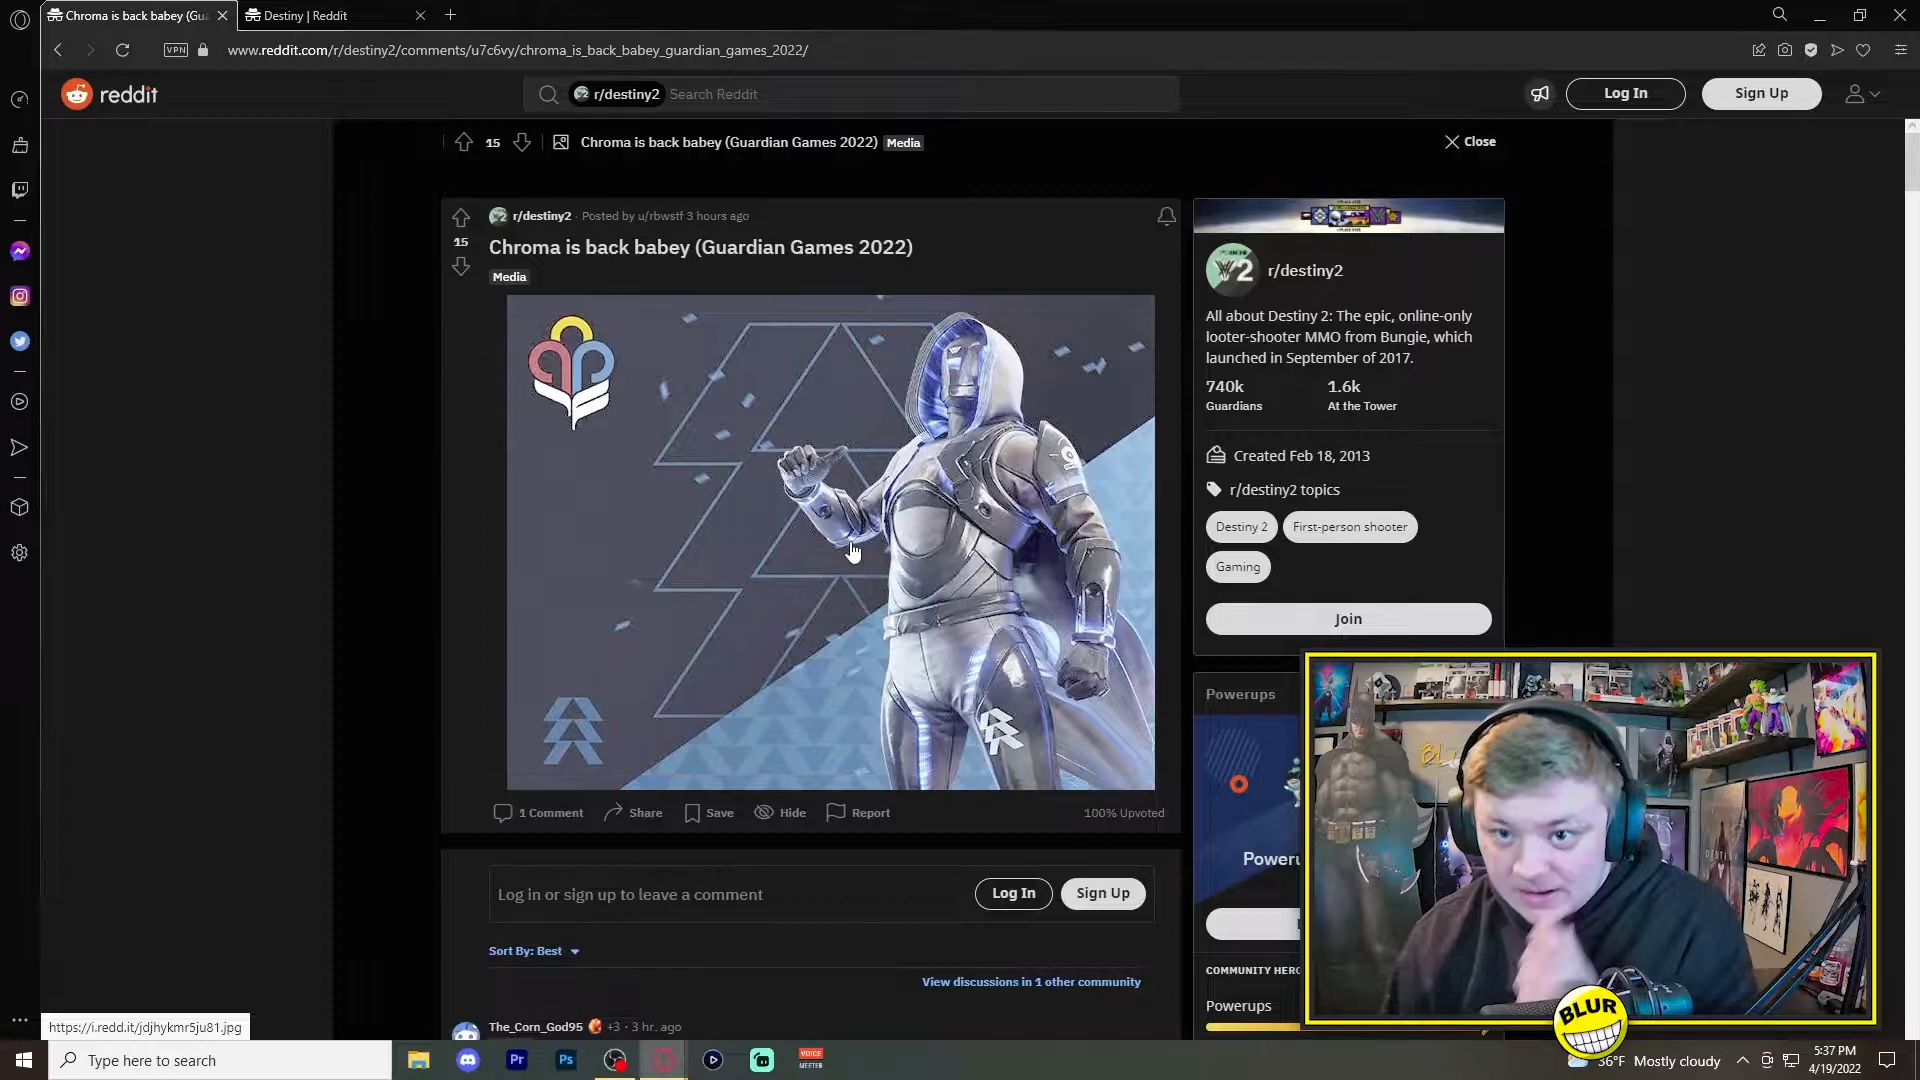 Chroma is back babey (Gua
Destiny | Reddit
VPN
www.reddit.com/r/destiny2/comments/u7c6vy/chroma_is_back_babey_guardian_games_2022/
reddit
r/destiny2 Search Reddit
Log In
Sign Up
15
Chroma is back babey (Guardian Games 2022)
Media
Close
r/destiny2 · Posted by u/rbwstf 3 hours ago
15
Chroma is back babey (Guardian Games 2022)
Media
r/destiny2
All about Destiny 2: The epic, online-only
looter-shooter MMO from Bungie, which
launched in September of 2017.
740k
1.6k
Guardians
At the Tower
Created Feb 18, 2013
r/destiny2 topics
Destiny 2
First-person shooter
Gaming
Join
Powerups
1 Comment
Share
Save
Hide
Report
100% Upvoted
Log in or sign up to leave a comment
Log In
Sign Up
Sort By: Best
View discussions in 1 other community
COMMUNITY HERO
Powerups
The_Corn_God95 +3 · 3 hr. ago
https://i.redd.it/jdjhykmr5ju81.jpg
BLUR
Type here to search
Pr
Ps
VOICE
MEETER
36°F Mostly cloudy
5:37 PM
4/19/2022